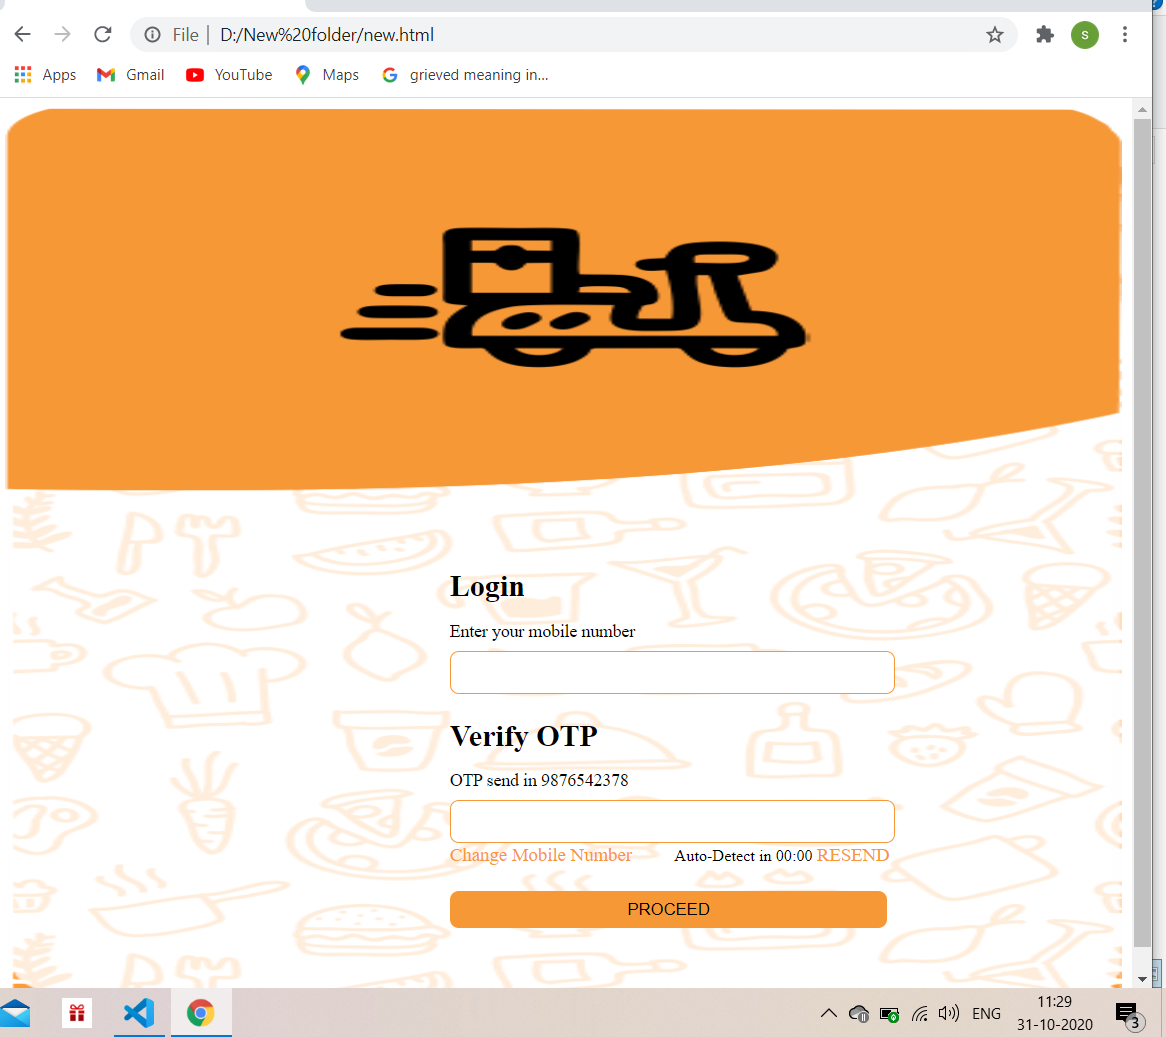 File | D:/New%20folder/new.html
S
Apps Gmail YouTube Maps grieved meaning in...
Login
Enter your mobile number
Verify OTP
OTP send in 9876542378
Change Mobile Number Auto-Detect in 00:00 RESEND
PROCEED
ENG
11:29
31-10-2020
3